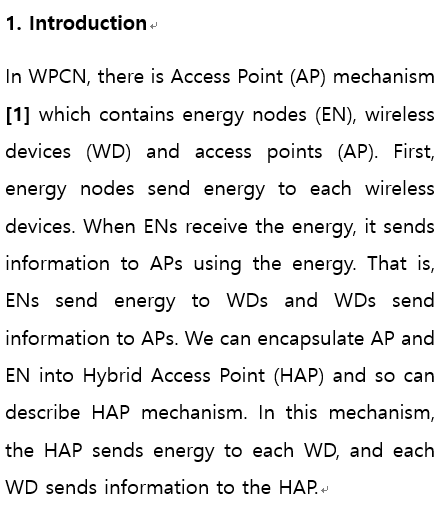 1. Introduction
In WPCN, there is Access Point (AP) mechanism
[1] which contains energy nodes (EN), wireless
devices (WD) and access points (AP). First,
energy nodes send energy to each wireless
devices. When ENs receive the energy, it sends
information to APs using the energy. That is,
ENs send energy to WDs and WDs send
information to APs. We can encapsulate AP and
EN into Hybrid Access Point (HAP) and so can
describe HAP mechanism. In this mechanism,
the HAP sends energy to each WD, and each
WD sends information to the HAP.